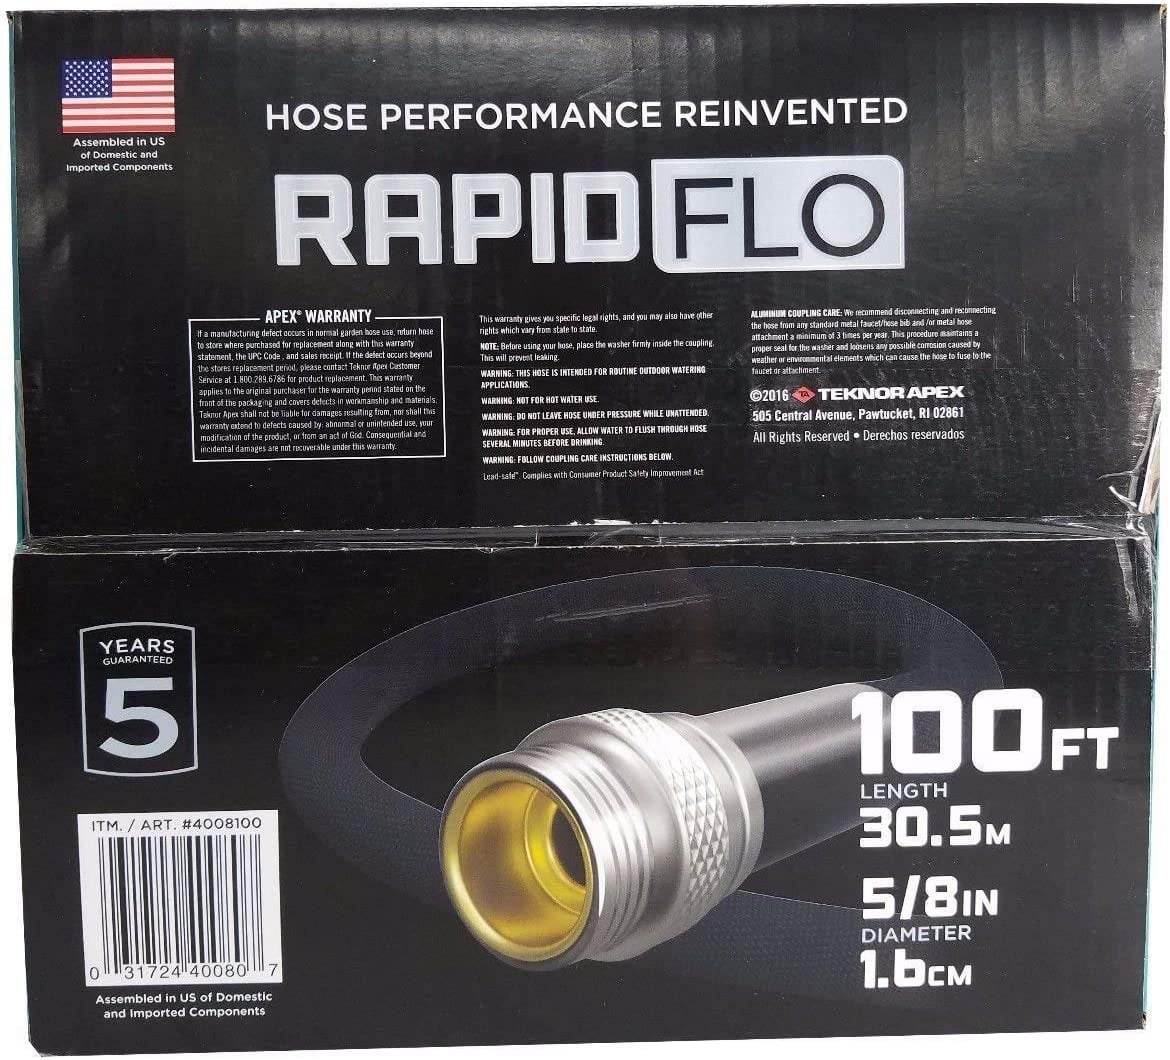 Assembled in US
of Domestic and
Imported Components
HOSE PERFORMANCE REINVENTED
RAPIDFLO
APEX® WARRANTY
If a manufacturing defect occurs in normal garden hose use, return hose
to store where purchased for replacement along with this warranty
statement, the UPC Code, and sales receipt. If the defect occurs beyond
the stores replacement period, please contact Teknor Apex Customer
Service at 1.800.289.6786 for product replacement. This warranty
applies to the original purchaser for the warranty period stated on the
front of the packaging and covers defects in workmanship and materials.
Teknor Apex shall not be liable for damages resulting from, nor shall this
warranty extend to defects caused by: abnormal or unintended use, your
modification of the product, or from an act of God. Consequential and
incidental damages are not recoverable under this warranty.
This warranty gives you specific legal rights, and you may also have other
rights which vary from state to state.
NOTE: Before using your hose, place the washer firmly inside the coupling.
This will prevent leaking.
WARNING: THIS HOSE IS INTENDED FOR ROUTINE OUTDOOR WATERING
APPLICATIONS.
WARNING: NOT FOR HOT WATER USE.
WARNING: DO NOT LEAVE HOSE UNDER PRESSURE WHILE UNATTENDED.
WARNING: FOR PROPER USE, ALLOW WATER TO FLUSH THROUGH HOSE
SEVERAL MINUTES BEFORE DRINKING.
WARNING: FOLLOW COUPLING CARE INSTRUCTIONS BELOW.
Lead-safe™. Complies with Consumer Product Safety Improvement Act
ALUMINUM COUPLING CARE: We recommend disconnecting and reconnecting
the hose from any standard metal faucet/hose bib and /or metal hose
attachment a minimum of 3 times per year. This procedure maintains a
proper seal for the washer and loosens any possible corrosion caused by
weather or environmental elements which can cause the hose to fuse to the
faucet or attachment.
©2016 TA TEKNOR APEX
505 Central Avenue, Pawtucket, RI 02861
All Rights Reserved • Derechos reservados
YEARS
GUARANTEED
5
ITM. / ART. #4008100
0 31724 40080 7
Assembled in US of Domestic
and Imported Components
100FT
LENGTH
30.5M
5/8IN
DIAMETER
1.6CM